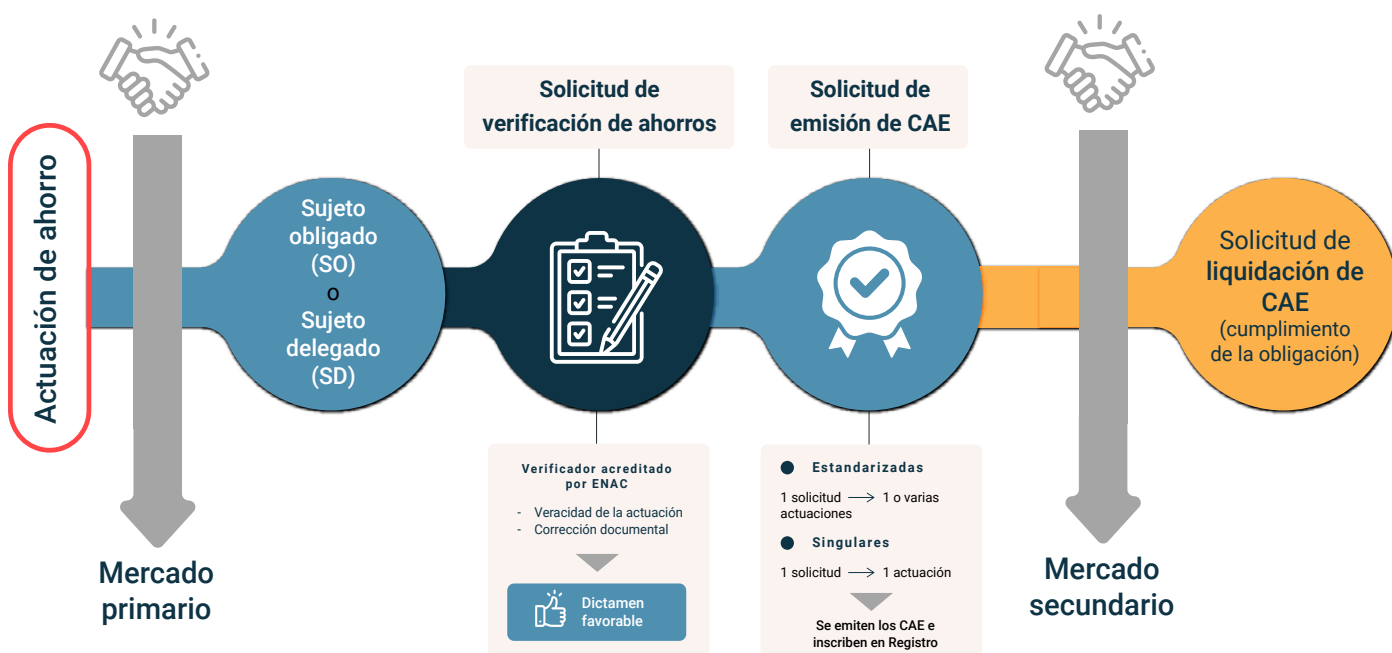 Actuación de ahorro
Mercado
primario
Sujeto
obligado
(SO)
o
Sujeto
delegado
(SD)
Solicitud de
verificación de ahorros
Verificador acreditado
por ENAC
- Veracidad de la actuación
- Corrección documental
Dictamen
favorable
Solicitud de
emisión de CAE
Estandarizadas
1 solicitud → 1 o varias
actuaciones
Singulares
1 solicitud → 1 actuación
Se emiten los CAE e
inscriben en Registro
Mercado
secundario
Solicitud de
liquidación de
CAE
(cumplimiento
de la obligación)